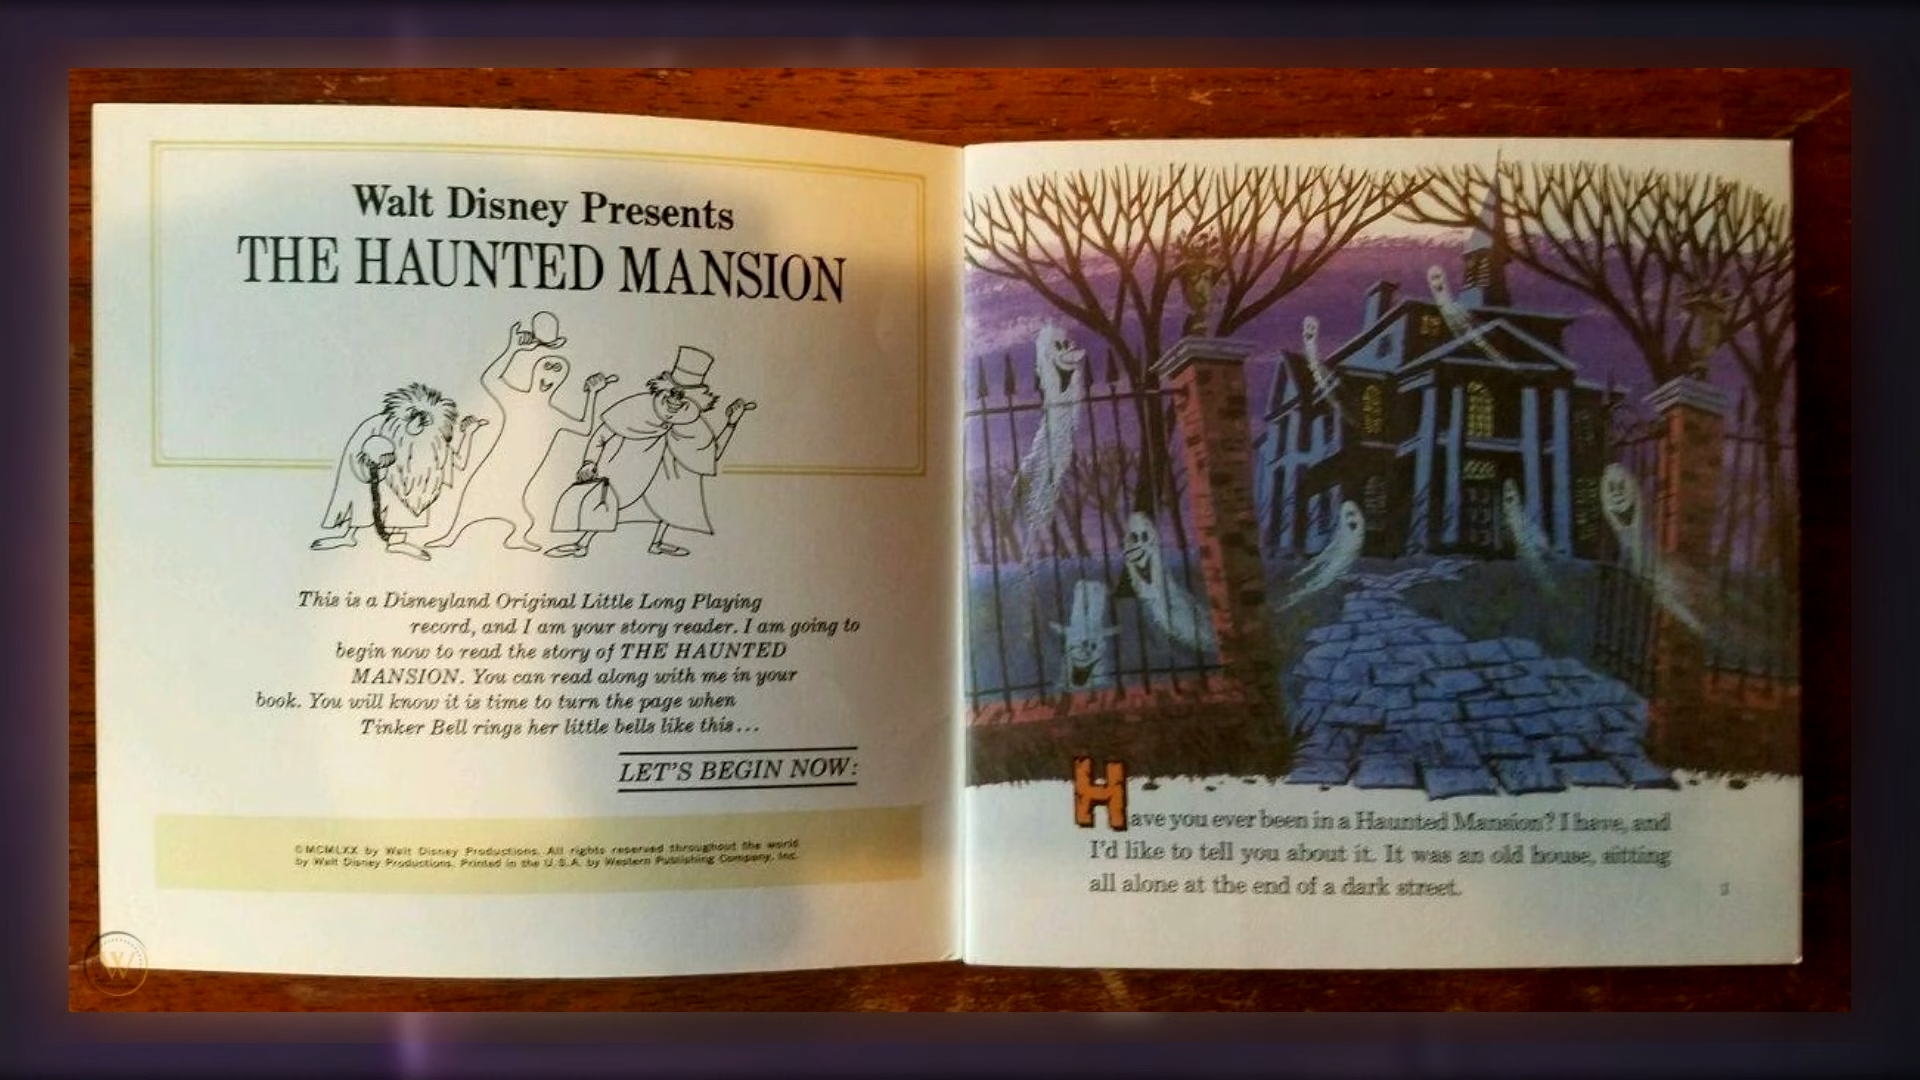 Walt Disney Presents
THE HAUNTED MANSION
This is a Disneyland Original Little Long Playing
record, and I am your story reader. I am going to
begin now to read the story of THE HAUNTED
MANSION. You can read along with me in your
book. You will know it is time to turn the page when
Tinker Bell rings her little bells like this...
LET'S BEGIN NOW:
©MCMLXX by Walt Disney Productions. All rights reserved throughout the world
by Walt Disney Productions. Printed in the U.S.A. by Western Publishing Company, Inc.
W
Have you ever been in a Haunted Mansion? I have, and
I'd like to tell you about it. It was an old house, sitting
all alone at the end of a dark street.